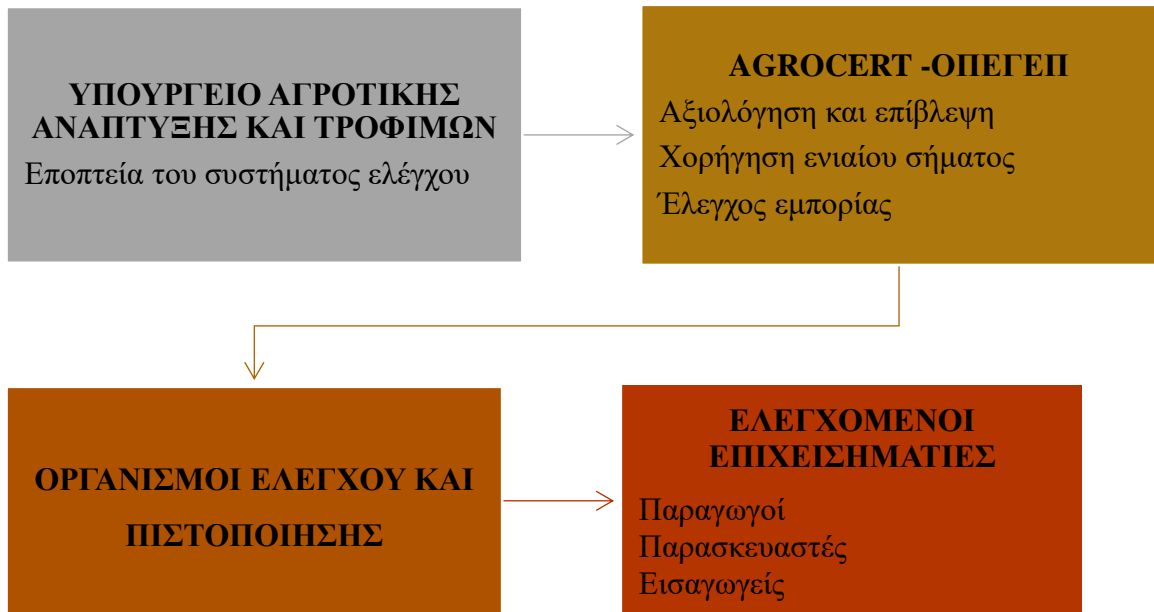 ΥΠΟΥΡΓΕΙΟ ΑΓΡΟΤΙΚΗΣ
ΑΝΑΠΤΥΞΗΣ ΚΑΙ ΤΡΟΦΙΜΩΝ
Εποπτεία του συστήματος ελέγχου
AGROCERT -ΟΠΕΓΕΠ
Αξιολόγηση και επίβλεψη
Χορήγηση ενιαίου σήματος
Έλεγχος εμπορίας
ΟΡΓΑΝΙΣΜΟΙ ΕΛΕΓΧΟΥ ΚΑΙ
ΠΙΣΤΟΠΟΙΗΣΗΣ
ΕΛΕΓΧΟΜΕΝΟΙ
ΕΠΙΧΕΙΣΗΜΑΤΙΕΣ
Παραγωγοί
Παρασκευαστές
Εισαγωγείς